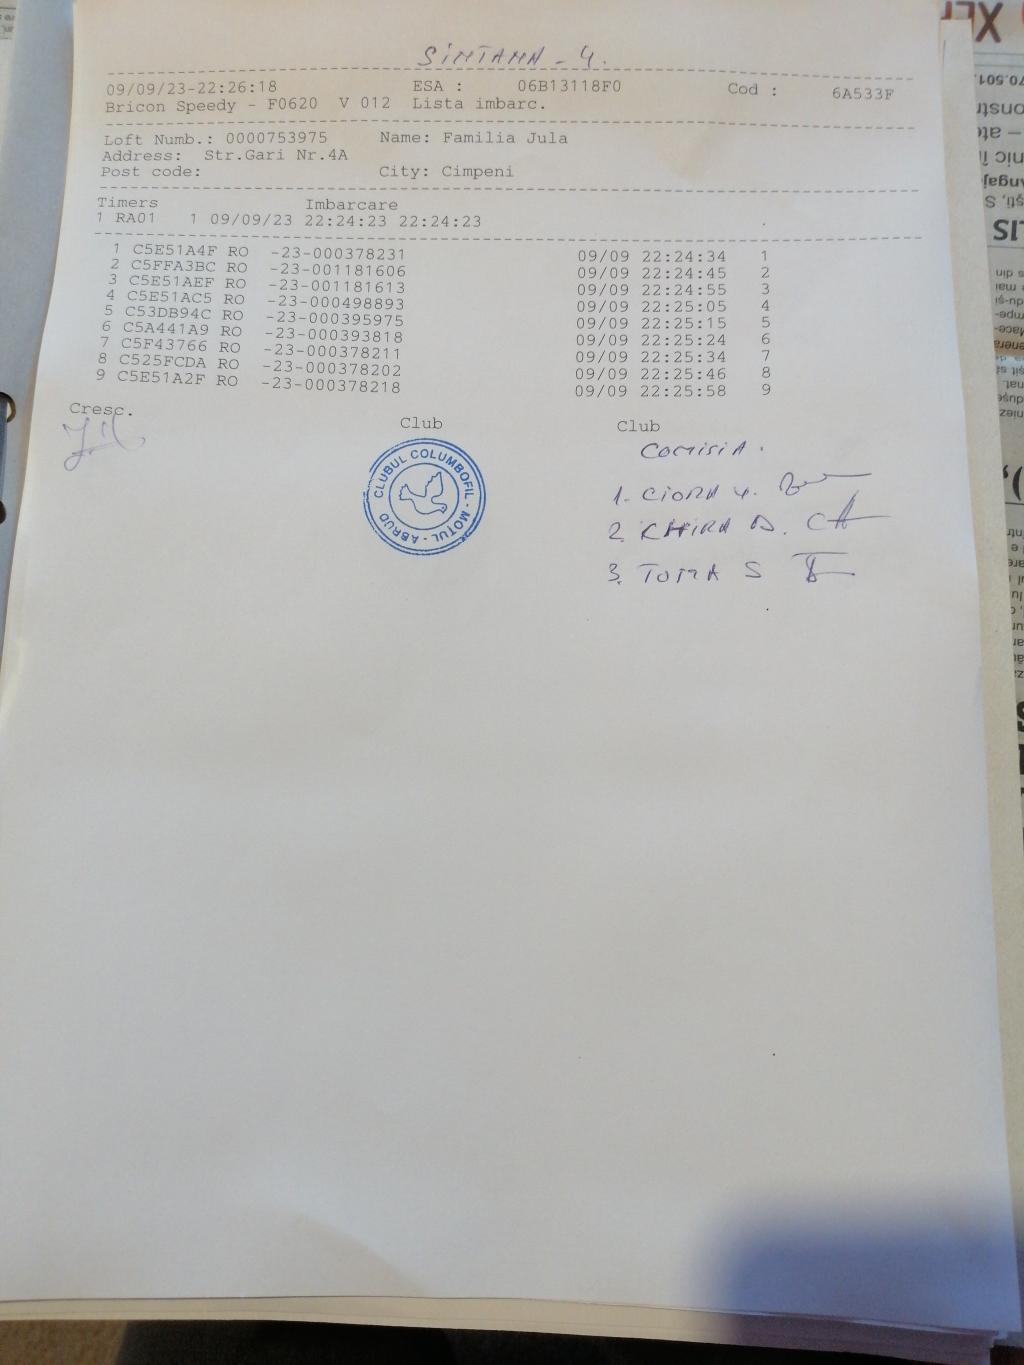 SÎNTANA - 4.
09/09/23-22:26:18 ESA : 06B13118F0 Cod : 6A533F
Bricon Speedy - F0620 V 012 Lista imbarc.
Loft Numb.: 0000753975 Name: Familia Jula
Address: Str.Gari Nr.4A
Post code: City: Cimpeni
Timers Imbarcare
1 RA01 1 09/09/23 22:24:23 22:24:23
1 C5E51A4F RO -23-000378231 09/09 22:24:34 1
2 C5FFA3BC RO -23-001181606 09/09 22:24:45 2
3 C5E51AEF RO -23-001181613 09/09 22:24:55 3
4 C5E51AC5 RO -23-000498893 09/09 22:25:05 4
5 C53DB94C RO -23-000395975 09/09 22:25:15 5
6 C5A441A9 RO -23-000393818 09/09 22:25:24 6
7 C5F43766 RO -23-000378211 09/09 22:25:34 7
8 C525FCDA RO -23-000378202 09/09 22:25:46 8
9 C5E51A2F RO -23-000378218 09/09 22:25:58 9
Cresc. Club Club
CLUBUL COLUMBOFIL - MOȚUL - ABRUD
COMISIA.
1. CIORA
2. D.
3. TOMA S